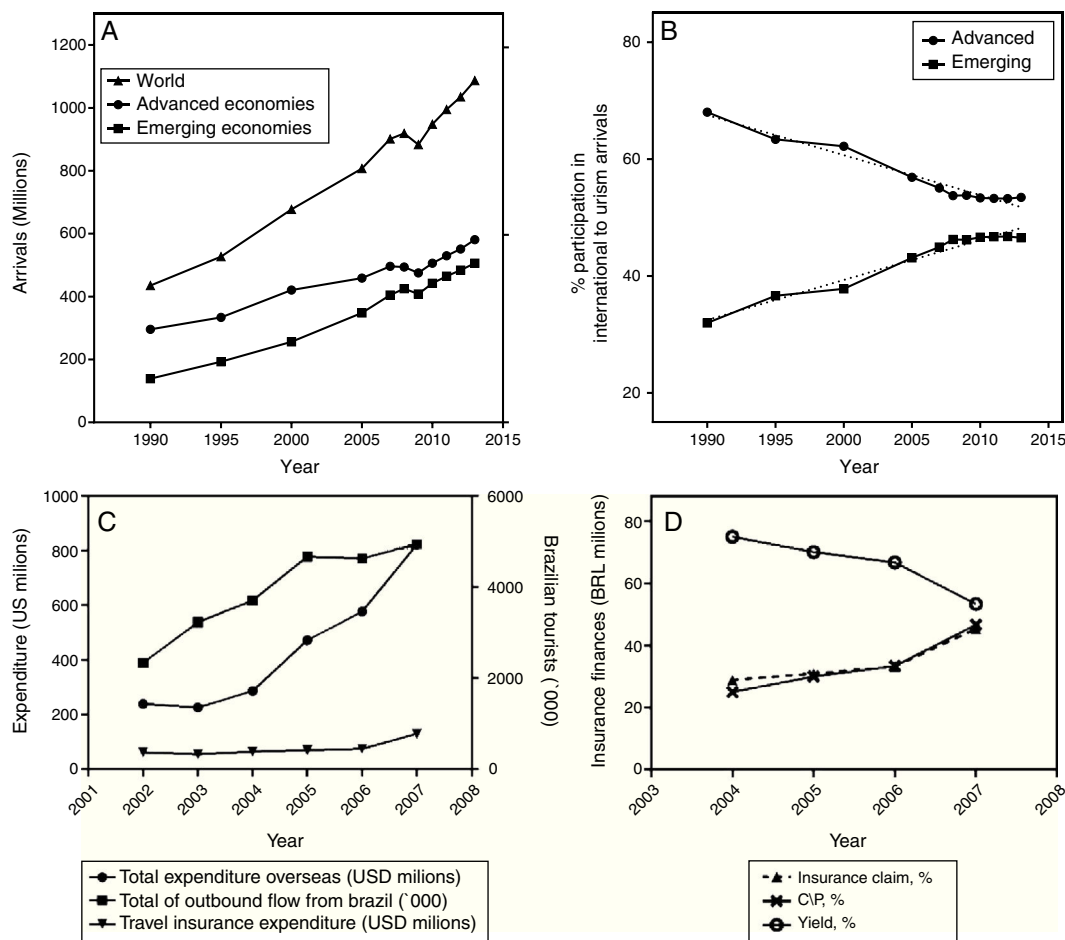 A
1200
1000
800
600
400
200
0
Arrivals (Millions)
World
Advanced economies
Emerging economies
1990 1995 2000 2005 2010 2015
Year
B
80
60
40
20
% participation in
international to urism arrivals
Advanced
Emerging
1990 1995 2000 2005 2010 2015
Year
C
1000
800
600
400
200
0
Expenditure (US milions)
6000
4000
2000
0
Brazilian tourists (`000)
2001 2002 2003 2004 2005 2006 2007 2008
Year
Total expenditure overseas (USD milions)
Total of outbound flow from brazil (`000)
Travel insurance expenditure (USD milions)
D
80
60
40
20
0
Insurance finances (BRL milions)
2003 2004 2005 2006 2007 2008
Year
Insurance claim, %
C\P, %
Yield, %